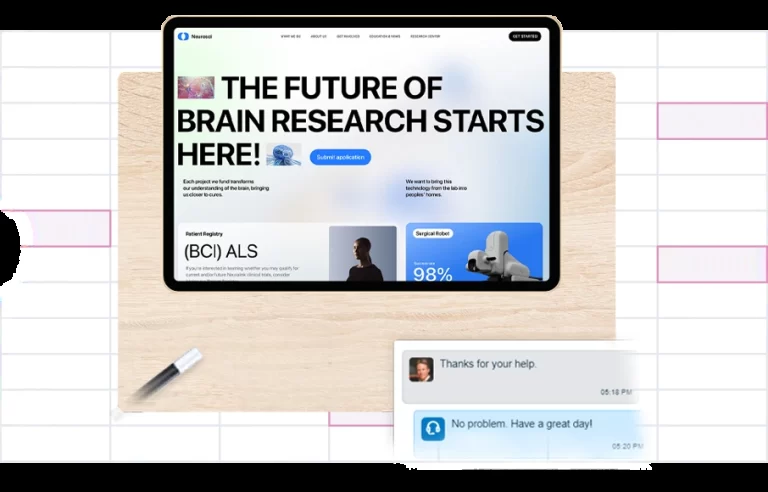 Neurosol
WHAT WE DO ABOUT US GET INVOLVED EDUCATION & NEWS RESEARCH CENTER
GET STARTED
THE FUTURE OF
BRAIN RESEARCH STARTS
HERE!
Submit application
Each project we fund transforms
our understanding of the brain, bringing
us closer to cures.
We want to bring this
technology from the lab into
peoples' homes.
Patient Registry
(BCI) ALS
If you're interested in learning whether you may qualify for
current and/or future Neuralink clinical trials, consider
Surgical Robot
98%
Thanks for your help.
05:18 PM
No problem. Have a great day!
05:20 PM